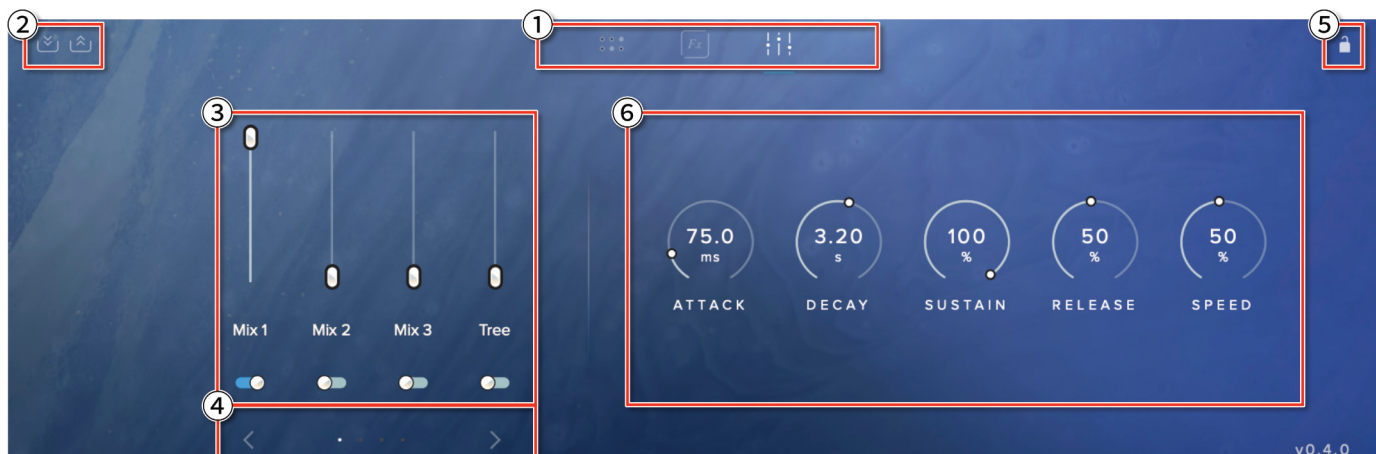 2
1
5
Fx
3
6
75.0
ms
3.20
s
100
%
50
%
50
%
ATTACK
DECAY
SUSTAIN
RELEASE
SPEED
Mix 1
Mix 2
Mix 3
Tree
4
v0.4.0